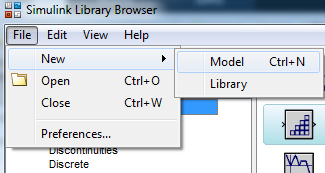 Simulink Library Browser
File Edit View Help
New
Model Ctrl+N
Open Ctrl+O
Library
Close Ctrl+W
Preferences...
Discontinuities
Discrete